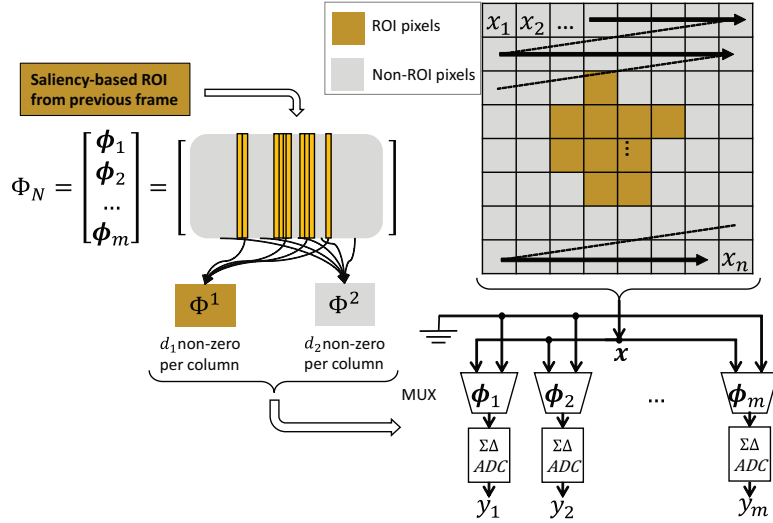 ROI pixels
Non-ROI pixels
x₁ x₂ ...
Saliency-based ROI
from previous frame
Φ_N = [ϕ₁ ϕ₂ ... ϕₘ] = [ ]
⋮
xₙ
Φ¹ Φ²
d₁ non-zero
per column
d₂ non-zero
per column
x
MUX
ϕ₁ ϕ₂ ... ϕₘ
ΣΔ ΣΔ ΣΔ
ADC ADC ADC
y₁ y₂ yₘ